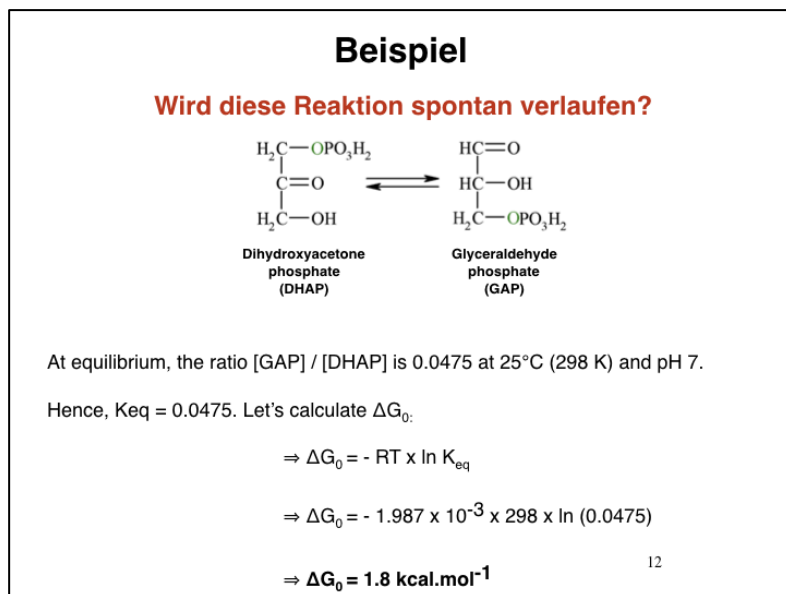 Beispiel
Wird diese Reaktion spontan verlaufen?
H₂C—OPO₃H₂
C=O
H₂C—OH
Dihydroxyacetone
phosphate
(DHAP)
HC=O
HC—OH
H₂C—OPO₃H₂
Glyceraldehyde
phosphate
(GAP)
At equilibrium, the ratio [GAP] / [DHAP] is 0.0475 at 25°C (298 K) and pH 7.
Hence, Keq = 0.0475. Let's calculate ΔG₀:
⇒ ΔG₀ = - RT x ln Keq
⇒ ΔG₀ = - 1.987 x 10⁻³ x 298 x ln (0.0475)
⇒ ΔG₀ = 1.8 kcal.mol⁻¹
12